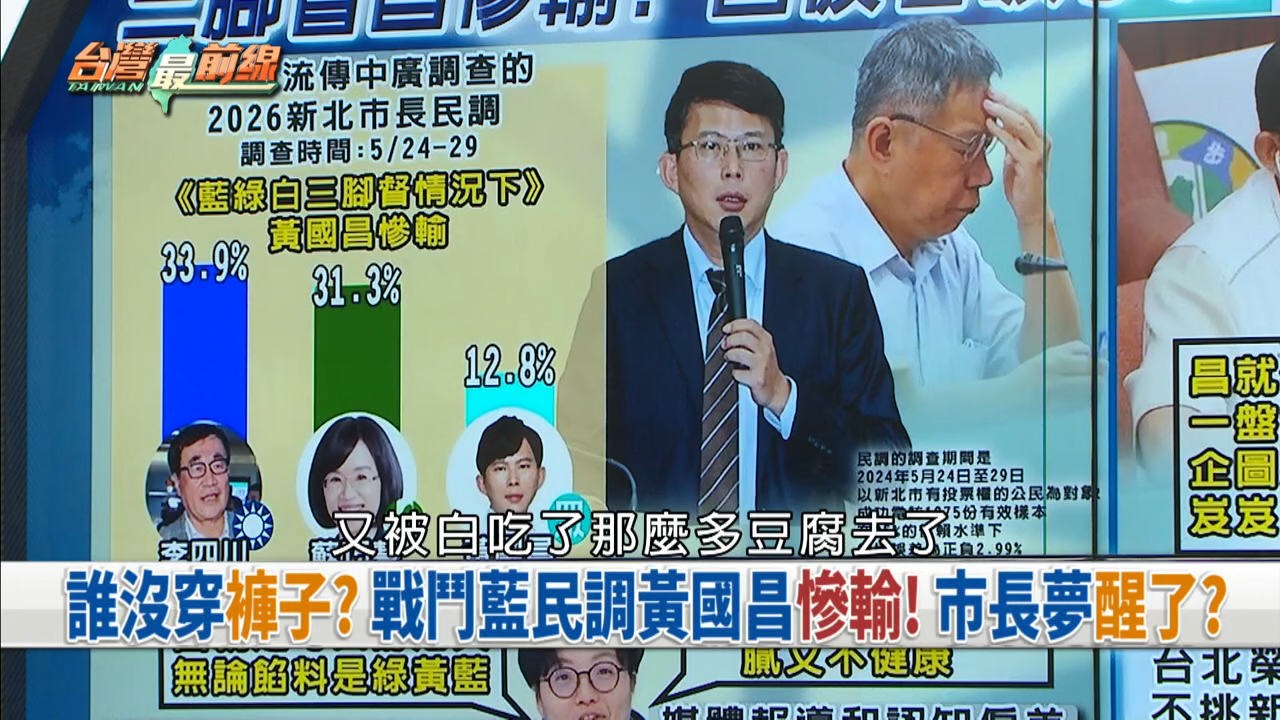 台灣最前線
TAIWAN
流傳中廣調查的
2026新北市長民調
調查時間:5/24-29
《藍綠白三腳督情況下》
黃國昌慘輸
33.9%
31.3%
12.8%
李四川
民調的調查期間是
2024年5月24日至29日
以新北市有投票權的公民為對象
正負2.99%
昌就
一盤
企圖
岌岌
又被白吃了那麼多豆腐去了
誰沒穿褲子?戰鬥藍民調黃國昌慘輸!市長夢醒了?
無論餡料是綠黃藍
膩又不健康
台北榮
不挑新